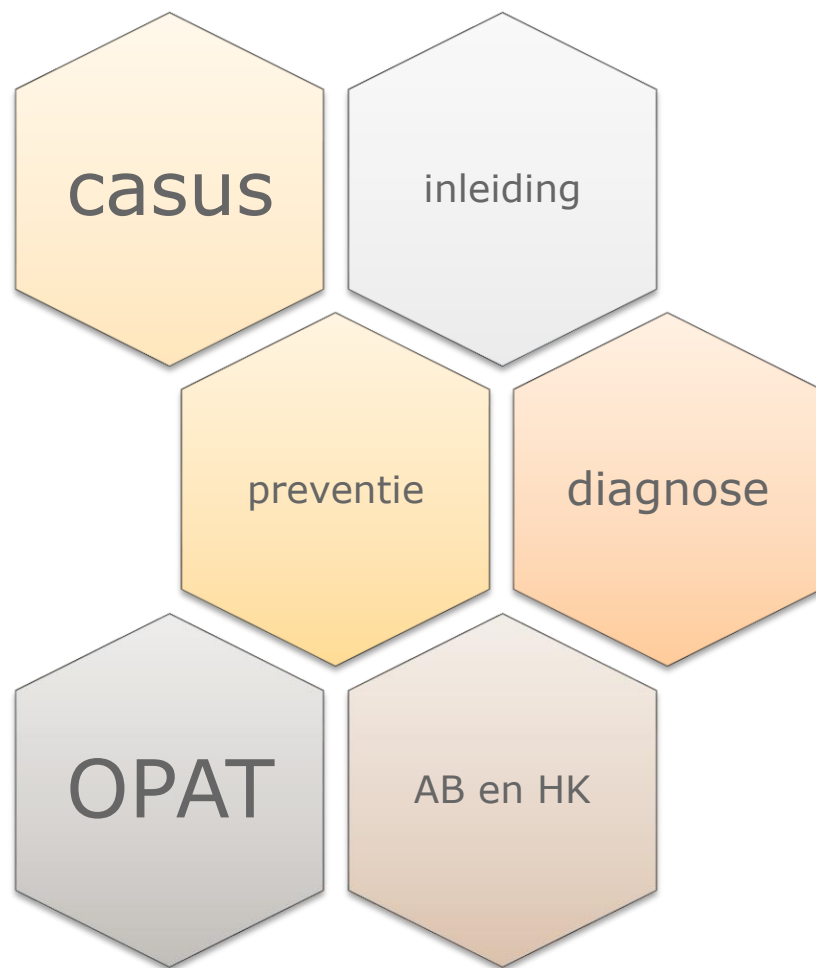 casus
inleiding
preventie
diagnose
OPAT
AB en HK